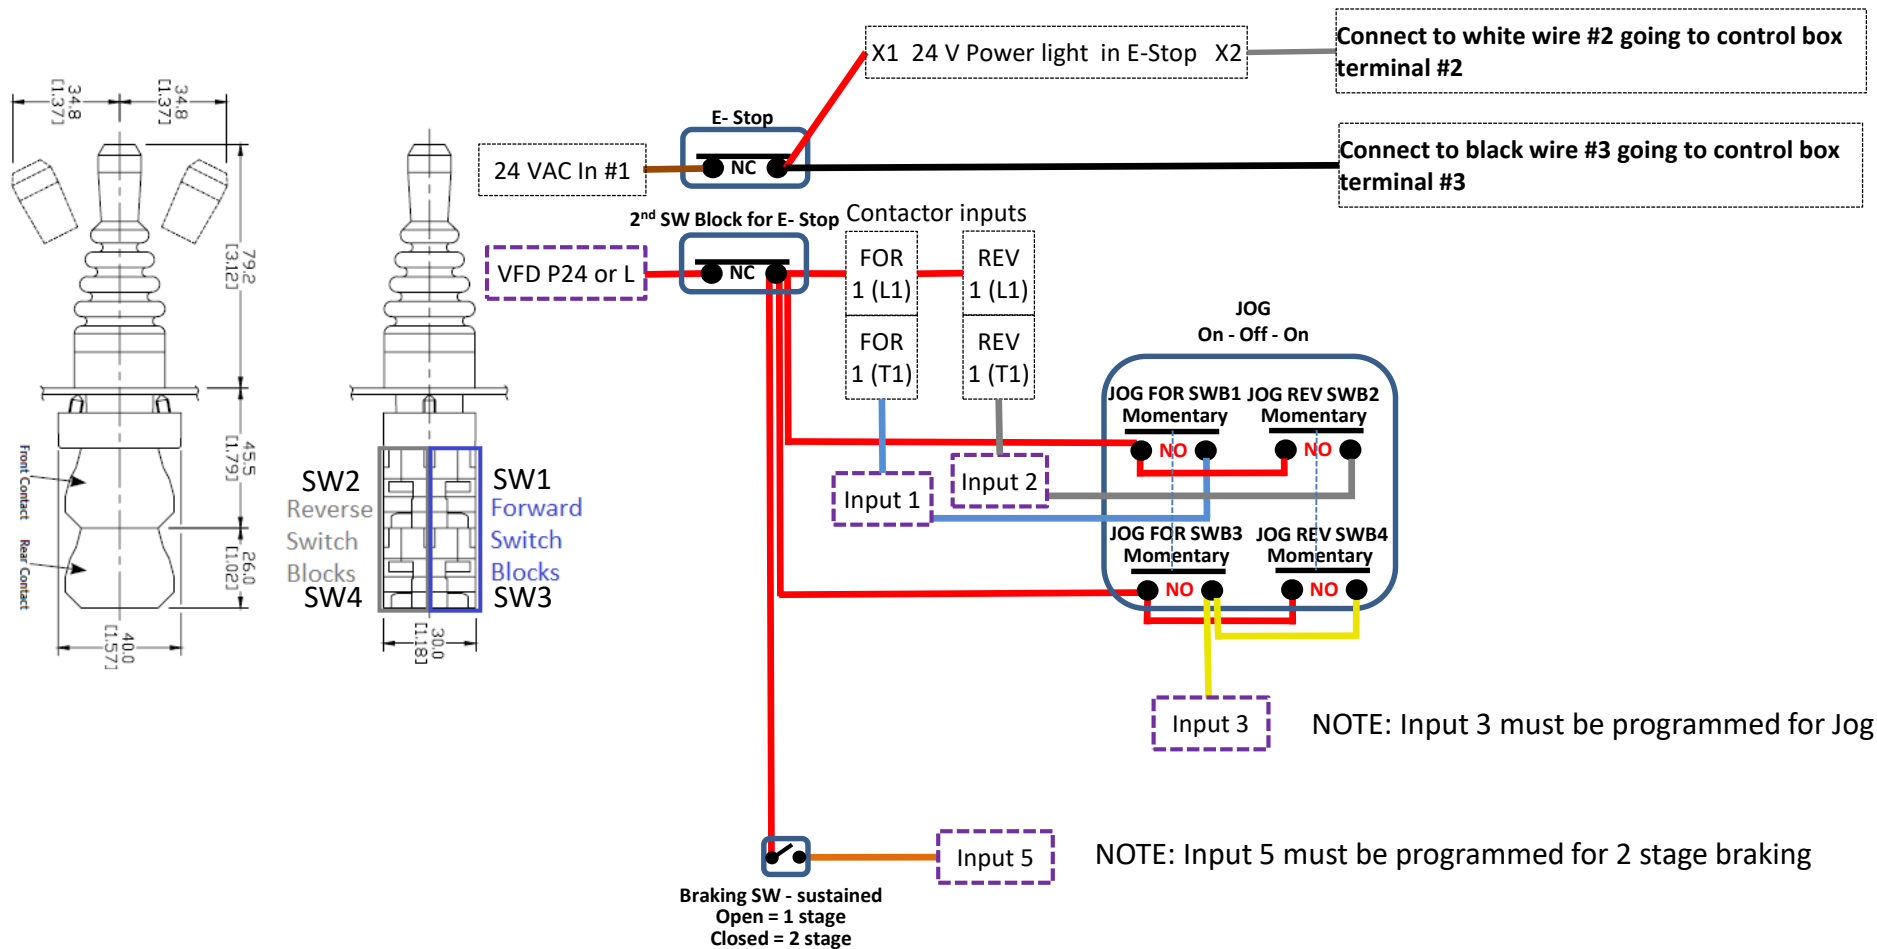 X1 24 V Power light in E-Stop X2
Connect to white wire #2 going to control box
terminal #2
34.8
[1.37]
34.8
[1.37]
79.2
[3.12]
45.5
[1.79]
26.0
[1.02]
40.0
[1.57]
Front Contact
Rear Contact
30.0
[1.18]
SW2
Reverse
Switch
Blocks
SW4
SW1
Forward
Switch
Blocks
SW3
E- Stop
24 VAC In #1
NC
Connect to black wire #3 going to control box
terminal #3
2nd SW Block for E- Stop
VFD P24 or L
NC
Contactor inputs
FOR
1 (L1)
REV
1 (L1)
FOR
1 (T1)
REV
1 (T1)
Input 1
Input 2
JOG
On - Off - On
JOG FOR SWB1
Momentary
NO
JOG REV SWB2
Momentary
NO
JOG FOR SWB3
Momentary
NO
JOG REV SWB4
Momentary
NO
Input 3
NOTE: Input 3 must be programmed for Jog
Input 5
NOTE: Input 5 must be programmed for 2 stage braking
Braking SW - sustained
Open = 1 stage
Closed = 2 stage